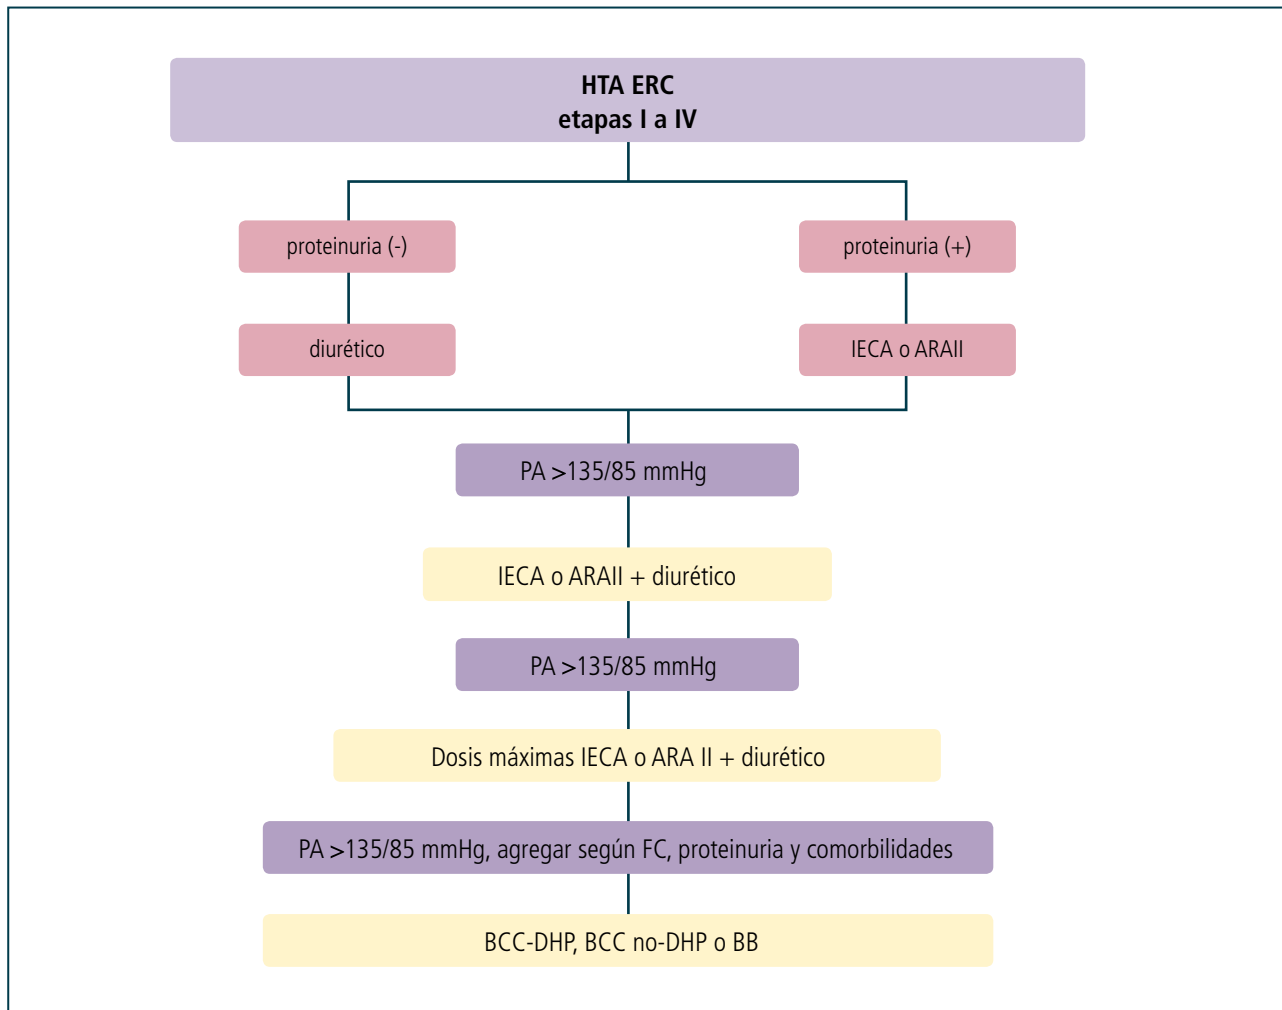 HTA ERC
etapas I a IV
proteinuria (-)
proteinuria (+)
diurético
IECA o ARAII
PA >135/85 mmHg
IECA o ARAII + diurético
PA >135/85 mmHg
Dosis máximas IECA o ARA II + diurético
PA >135/85 mmHg, agregar según FC, proteinuria y comorbilidades
BCC-DHP, BCC no-DHP o BB